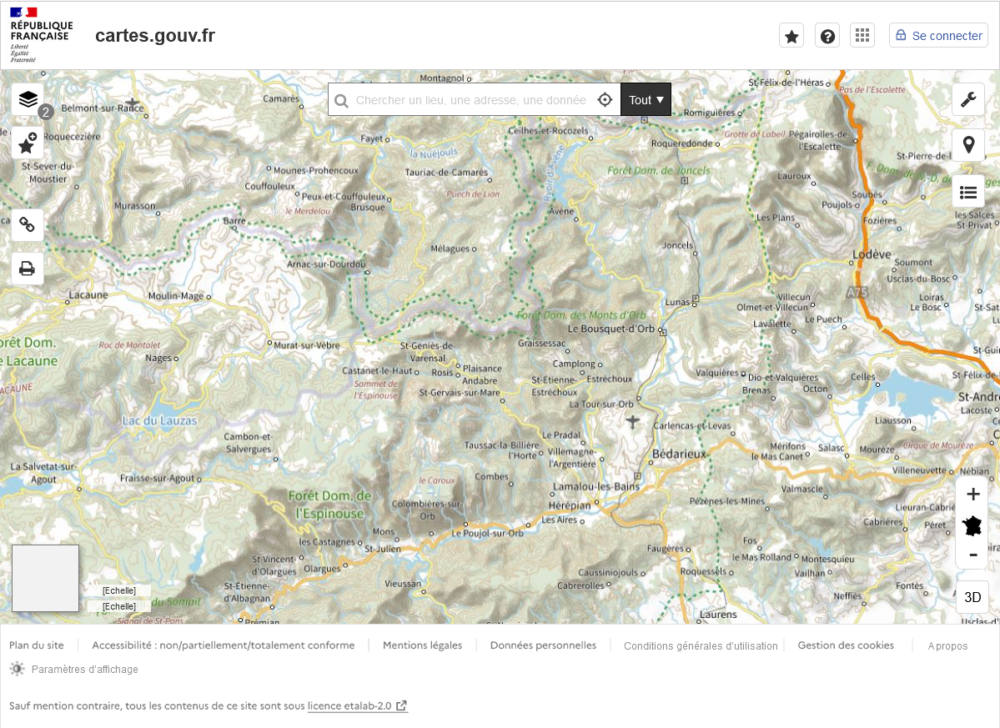 RÉPUBLIQUE
FRANÇAISE
Liberté
Égalité
Fraternité
cartes.gouv.fr
Se connecter
Montagnol
St-Félix-de-l'Héras
Pas de l'Escalette
Camarès
Chercher un lieu, une adresse, une donnée
Tout ▼
2
Belmont-sur-Rance
Romiguières
Roquecezière
Ceilhes-et-Rocozels
Grotte de Labeil
Pégairolles-de-
l'Escalette
Fayet
Roqueredonde
la Nuéjouls
St-Pierre-de-l
St-Sever-du-
Moustier
Mounes-Prohencoux
Tauriac-de-Camarès
Forêt Dom. de Joncels
Lauroux
Couffouleux
Peux-et-Couffouleux
Puech de Lion
Soubès
Murasson
Brusque
le Merdelou
Avène
Poujols
les Salces
St-Privat
Barre
Les Plans
Fozières
Mélagues
Joncels
Lodève
Arnac-sur-Dourdou
Soumont
Usclas-du-Bosc
A75
Lacaune
Moulin-Mage
Lunas
Villecun
Olmet-et-Villecun
Loiras
Le Bosc
St-Sat
Forêt Dom. des Monts d'Orb
Lavalette
Le Puech
Le Bousquet-d'Orb
orêt Dom.
e Lacaune
Roc de Montalet
Murat-sur-Vèbre
St-Geniès-de-
Varensal
Graissessac
St-Gui
Nages
Castanet-le-Haut
Rosis
Plaisance
Andabre
Camplong
Valquières
Dio-et-Valquières
Celles
St-Félix-de-
LACAUNE
Sommet de
l'Espinouse
St-Gervais-sur-Mare
St-Étienne-
Estréchoux
Estréchoux
Brenas
Octon
St-Andr
Lacoste
La Tour-sur-Orb
Lac du Lauzas
Liausson
Cambon-et-
Salvergues
Carlencas-et-Levas
Le Pradal
Taussac-la-Billière
l'Horte
Villemagne-
l'Argentière
Bédarieux
Mérifons
le Mas Canet
Salasc
Mourèze
Cirque de Mourèze
La Salvetat-sur-
Agout
Fraisse-sur-Agout
Villeneuvette
Nébian
le Caroux
Combes
Lamalou-les-Bains
Valmascle
Forêt Dom. de
l'Espinouse
Colombières-sur-
Orb
Hérépian
Pézènes-les-Mines
Lieuran-Cabriè
Les Aires
Cabrières
Péret
Mons
Le Poujol-sur-Orb
les Castagnes
St-Julien
Faugères
Fos
le Mas Rolland
Montesquieu
St-Vincent-
d'Olargues
Olargues
Caussiniojouls
Roquessels
Vailhan
Vieussan
Cabrerolles
Fontès
St-Étienne-
d'Albagnan
Neffiès
3D
[Echelle]
[Echelle]
du Somail
Laurens
Signal de St-Pons
Prémian
Usclas-d'
Plan du site
Accessibilité : non/partiellement/totalement conforme
Mentions légales
Données personnelles
Conditions générales d'utilisation
Gestion des cookies
A propos
Paramètres d'affichage
Sauf mention contraire, tous les contenus de ce site sont sous licence etalab-2.0